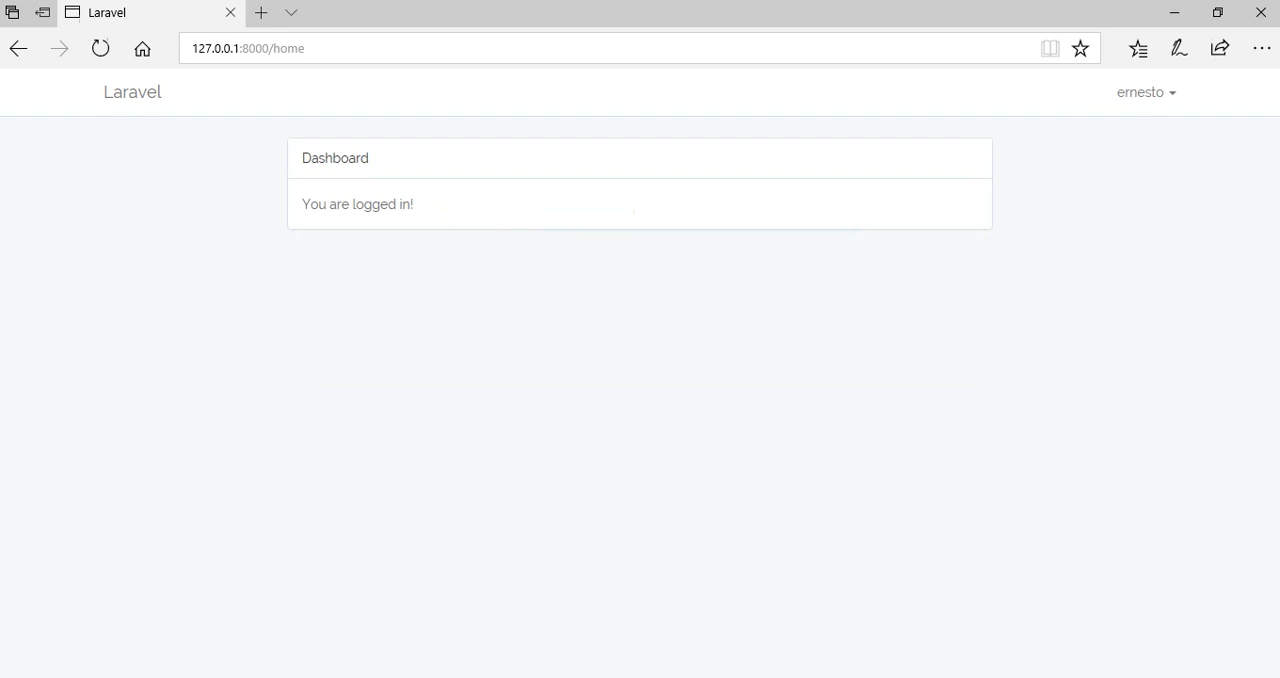 Laravel
127.0.0.1:8000/home
Laravel
ernesto
Dashboard
You are logged in!